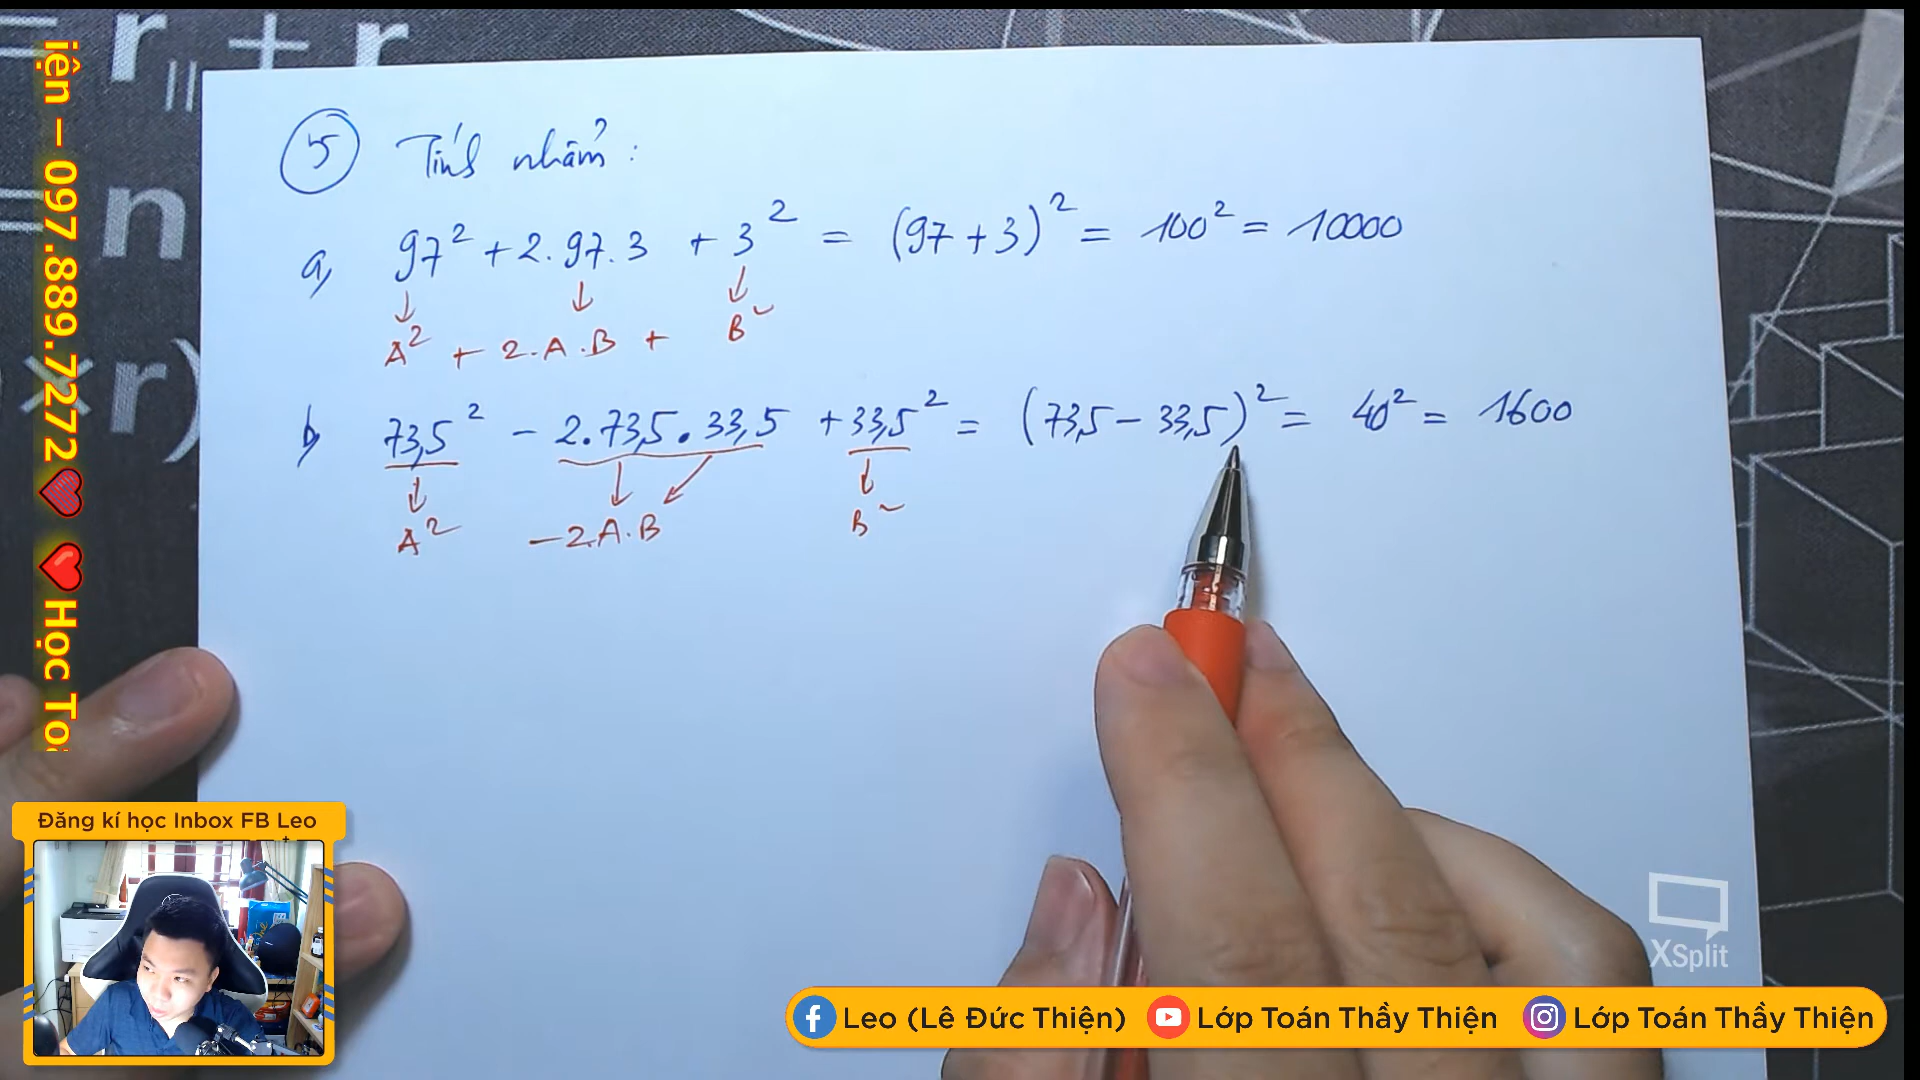 iện – 097.889.7272 ❤ ❤ Học To
= r + r
= n
×r)
⑤ Tính nhẩm :
a, 97² + 2.97.3 + 3² = (97 + 3)² = 100² = 10000
A² + 2.A.B + B²
b, 73,5² - 2.73,5.33,5 + 33,5² = (73,5 - 33,5)² = 40² = 1600
A² -2.A.B B²
Đăng kí học Inbox FB Leo
XSplit
Leo (Lê Đức Thiện) Lớp Toán Thầy Thiện Lớp Toán Thầy Thiện